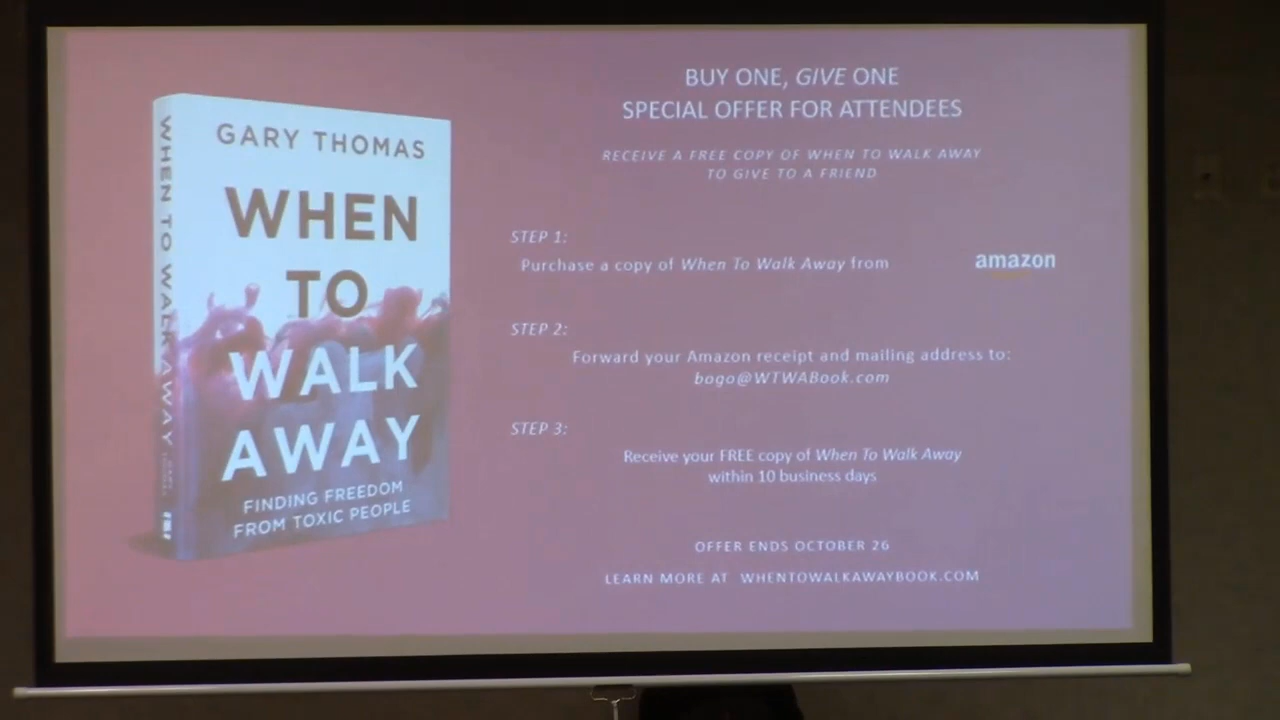 GARY THOMAS
WHEN
TO
WALK
AWAY
FINDING FREEDOM
FROM TOXIC PEOPLE
WHEN TO WALK AWAY
BUY ONE, GIVE ONE
SPECIAL OFFER FOR ATTENDEES
RECEIVE A FREE COPY OF WHEN TO WALK AWAY
TO GIVE TO A FRIEND
STEP 1:
Purchase a copy of When To Walk Away from amazon
STEP 2:
Forward your Amazon receipt and mailing address to:
bogo@WTWABook.com
STEP 3:
Receive your FREE copy of When To Walk Away
within 10 business days
OFFER ENDS OCTOBER 26
LEARN MORE AT WHENTOWALKAWAYBOOK.COM